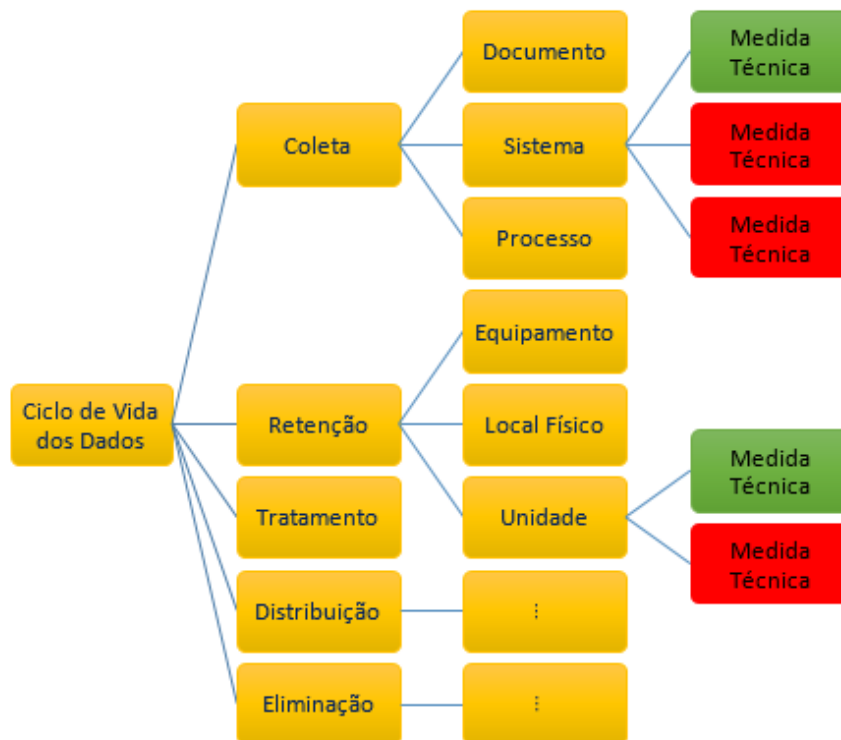 Documento
Medida
Técnica
Coleta
Sistema
Medida
Técnica
Processo
Medida
Técnica
Equipamento
Ciclo de Vida
dos Dados
Retenção
Local Físico
Medida
Técnica
Tratamento
Unidade
Medida
Técnica
Distribuição
⋮
Eliminação
⋮